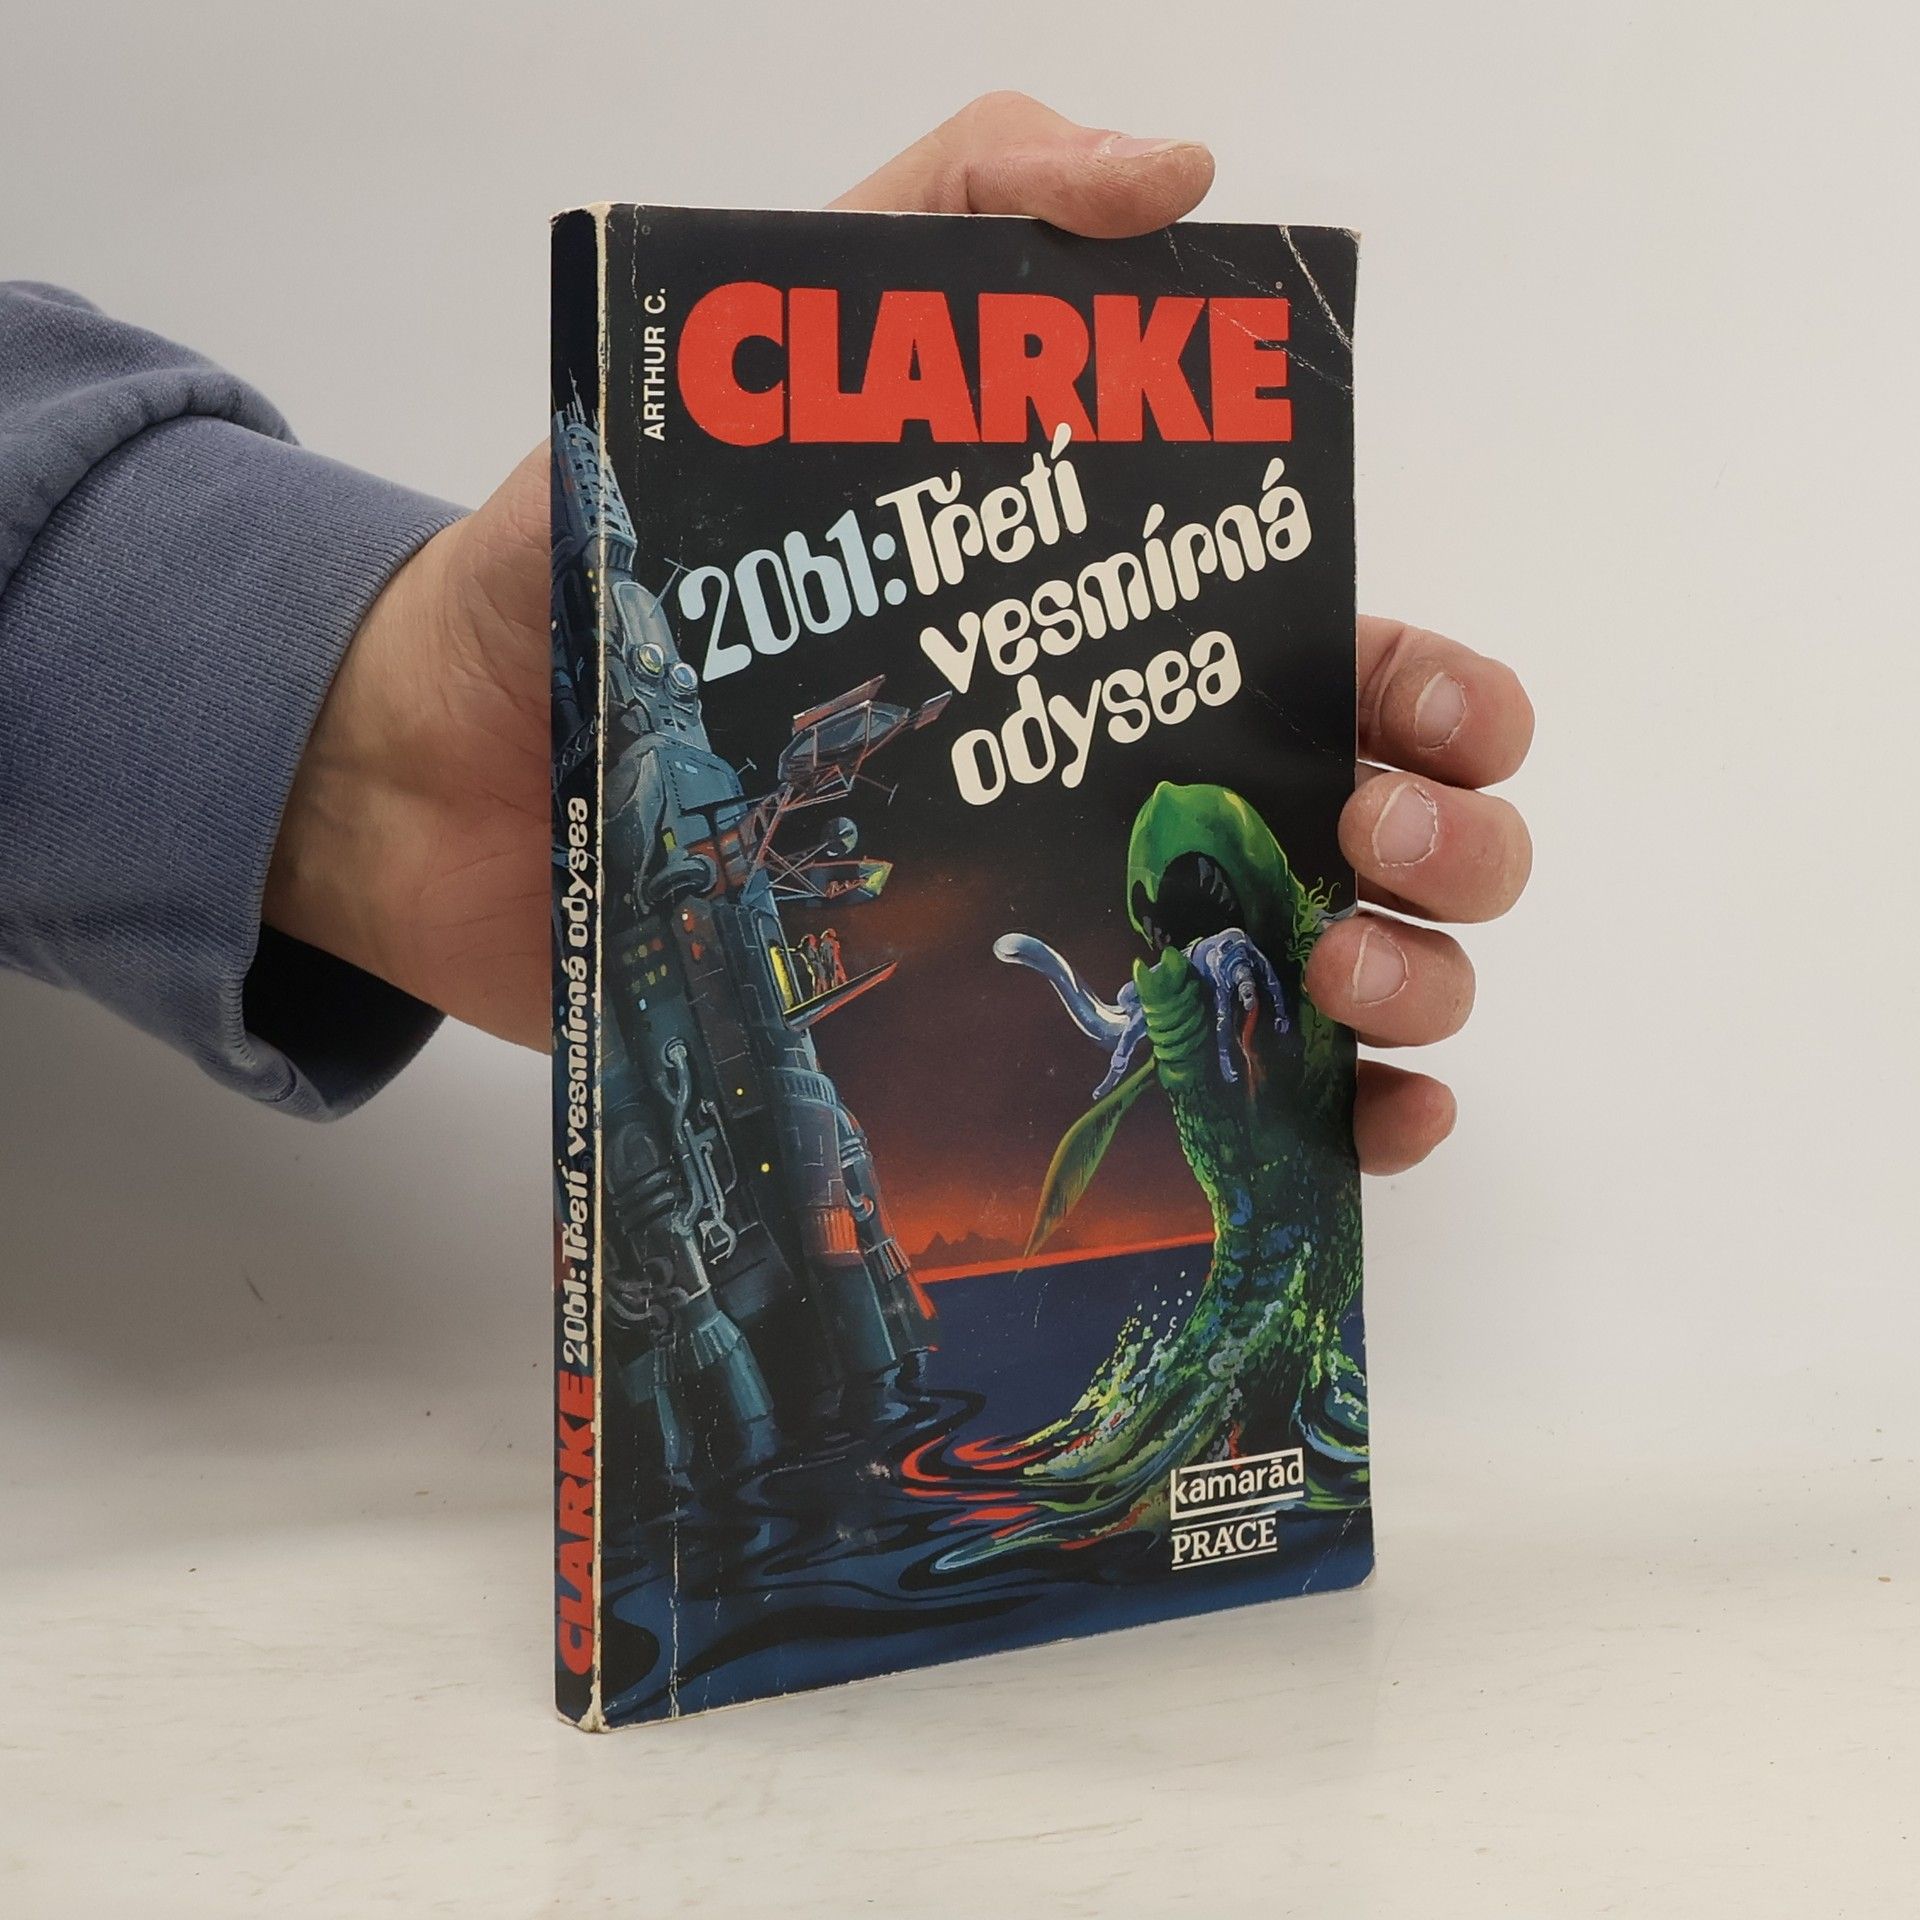 ARTHUR C.
CLARKE
2061: Třetí
vesmírná
odysea
kamarád
PRÁCE
CLARKE 2061: Třetí vesmírná odysea